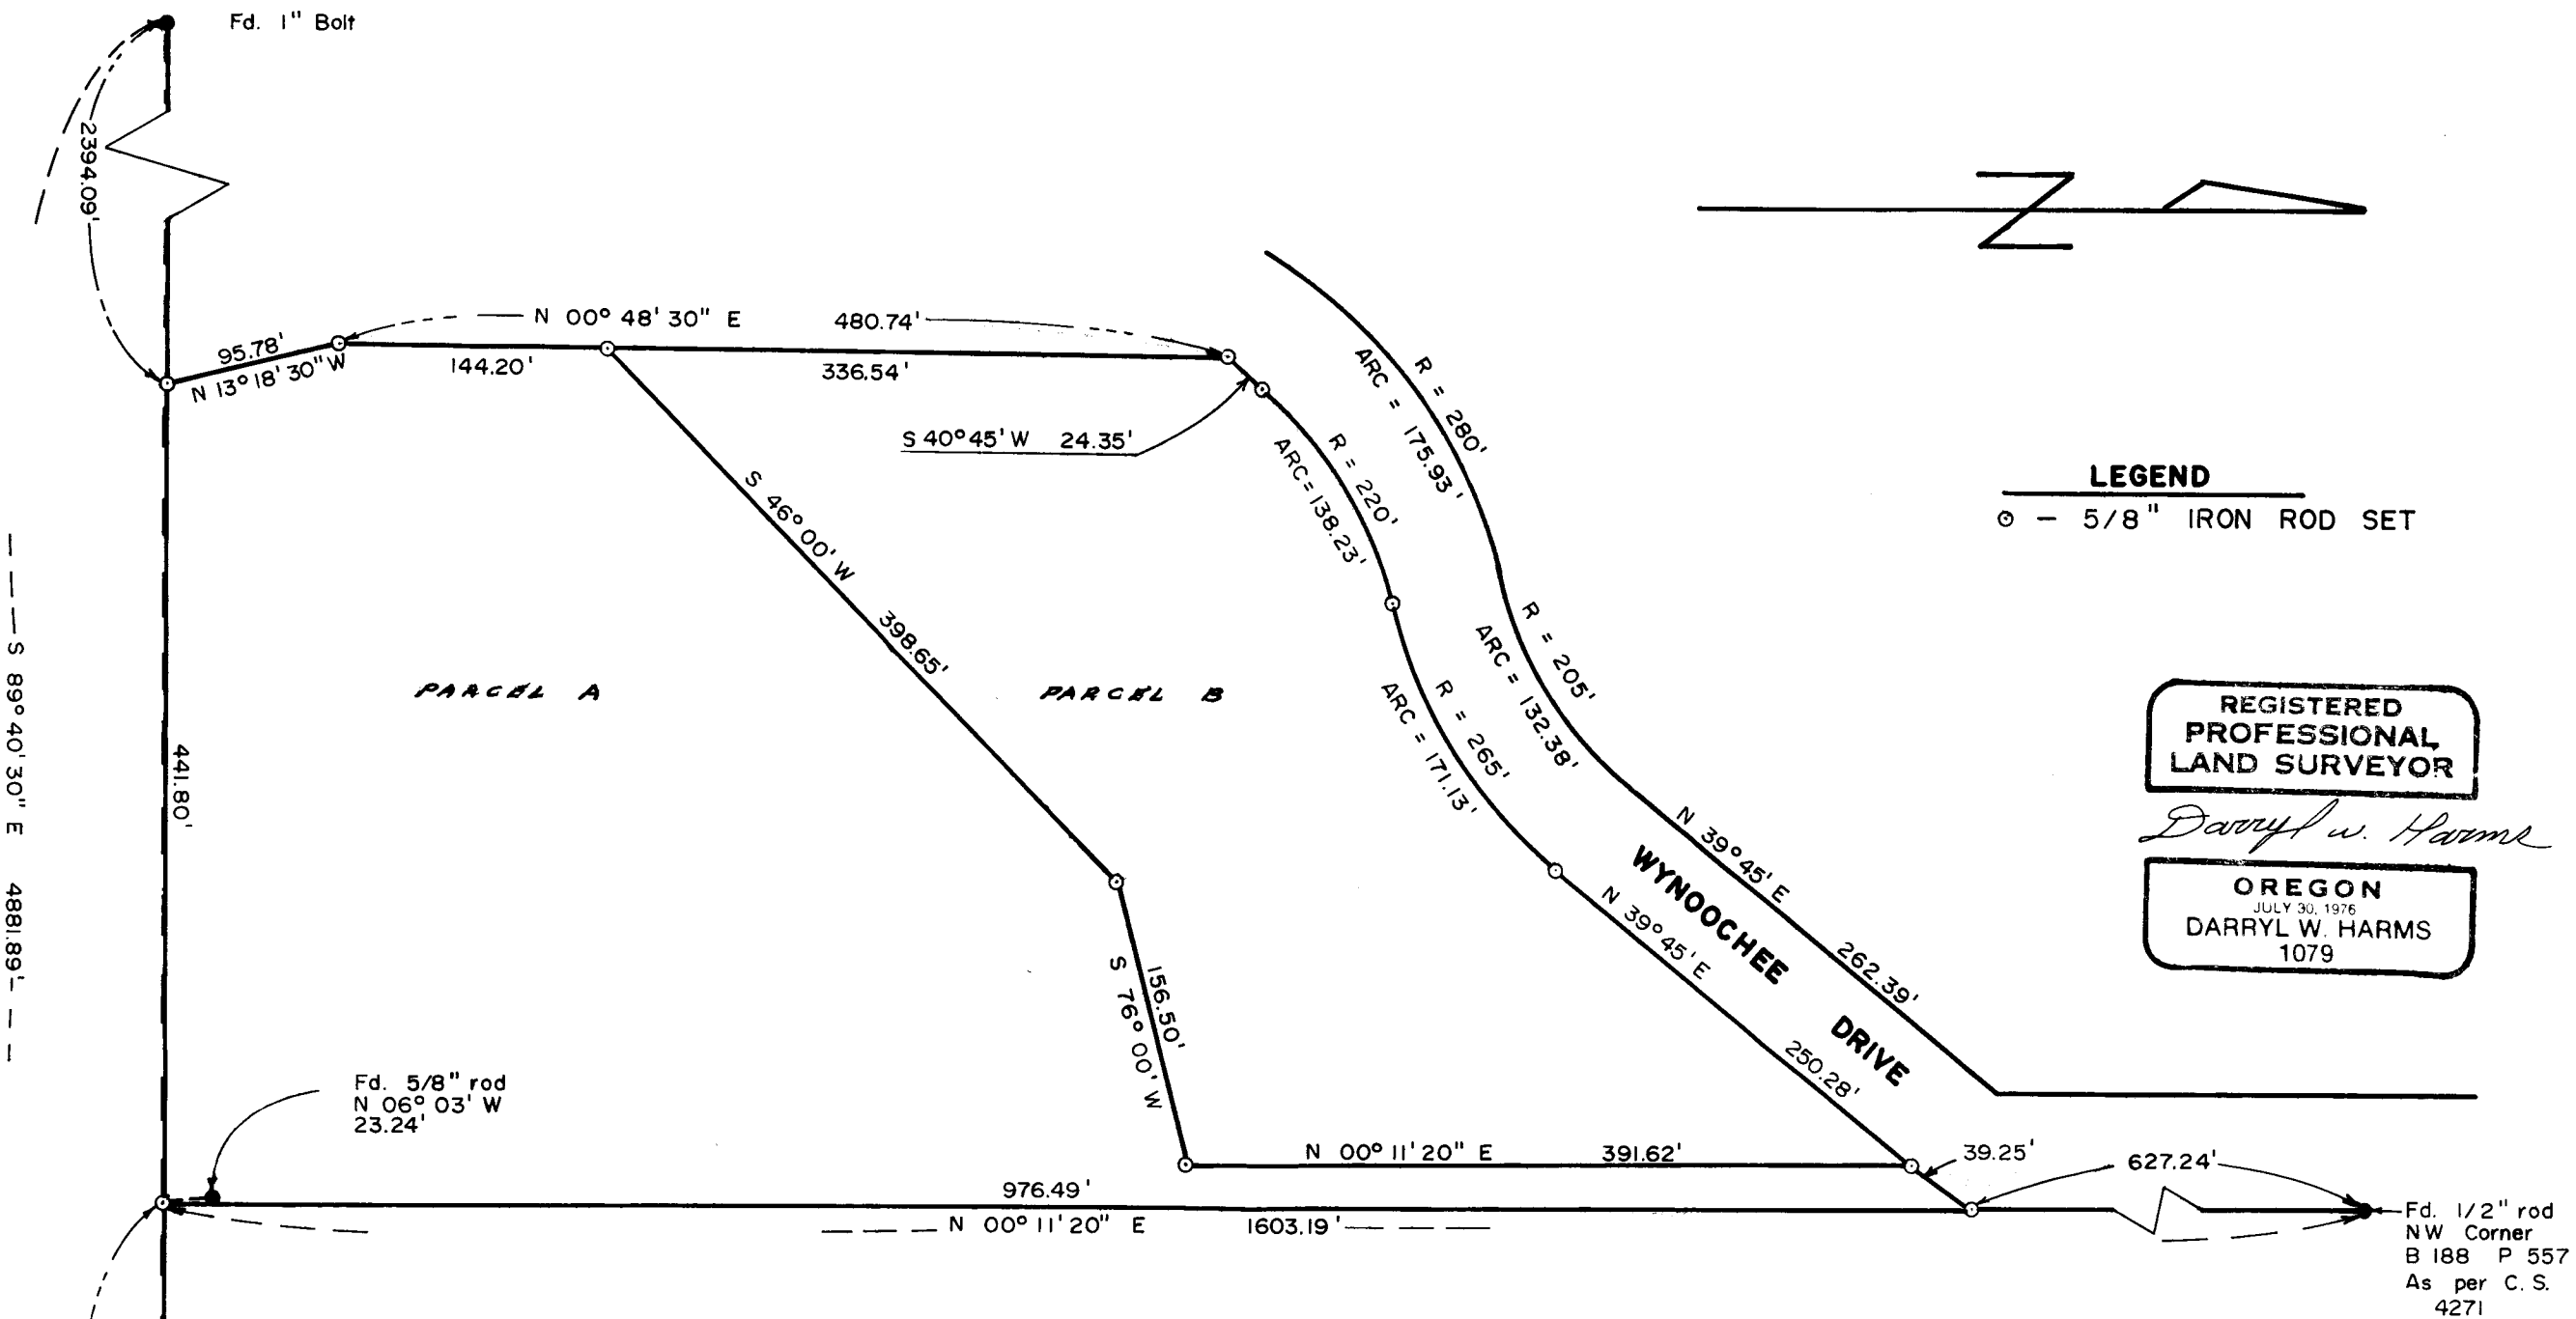 Fd. 1" Bolt
2394.09'
N 00° 48' 30" E 480.74'
95.78'
N 13° 18' 30" W
144.20'
336.54'
S 40°45' W 24.35'
R = 280'
ARC = 175.93'
R = 220'
ARC = 138.23'
N
LEGEND
⊙ – 5/8" IRON ROD SET
S 46° 00' W 398.65'
R = 205'
ARC = 132.38'
PARCEL A
PARCEL B
R = 265'
ARC = 171.13'
S 89° 40' 30" E 4881.89'
441.80'
REGISTERED
PROFESSIONAL
LAND SURVEYOR
Darryl W. Harms
OREGON
JULY 30, 1976
DARRYL W. HARMS
1079
N 39° 45' E 262.39'
WYNOOCHEE DRIVE
N 39° 45' E 250.28'
156.50'
S 76° 00' W
Fd. 5/8" rod
N 06° 03' W
23.24'
N 00° 11' 20" E 391.62'
39.25'
627.24'
976.49'
N 00° 11' 20" E 1603.19'
Fd. 1/2" rod
NW Corner
B 188 P 557
As per C. S.
4271